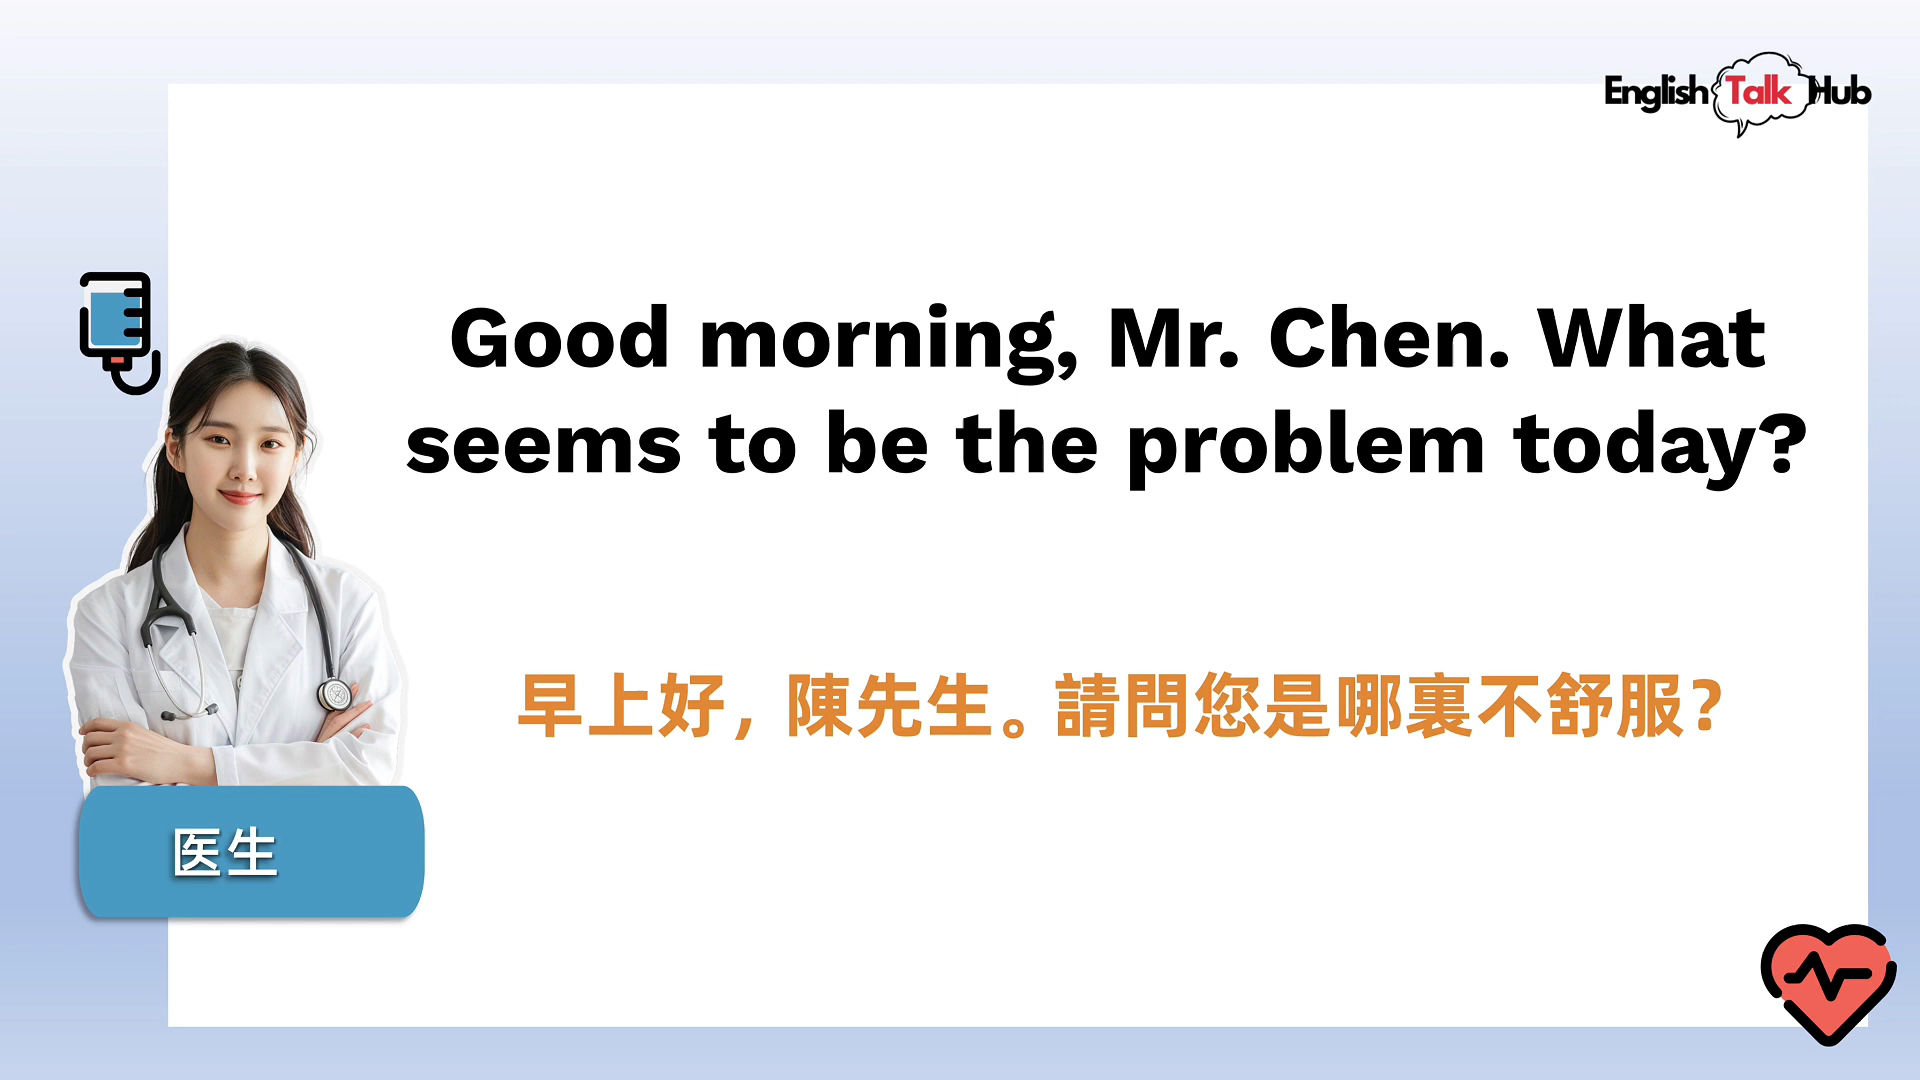 English Talk Hub
Good morning, Mr. Chen. What
seems to be the problem today?
早上好, 陳先生。請問您是哪裏不舒服?
医生